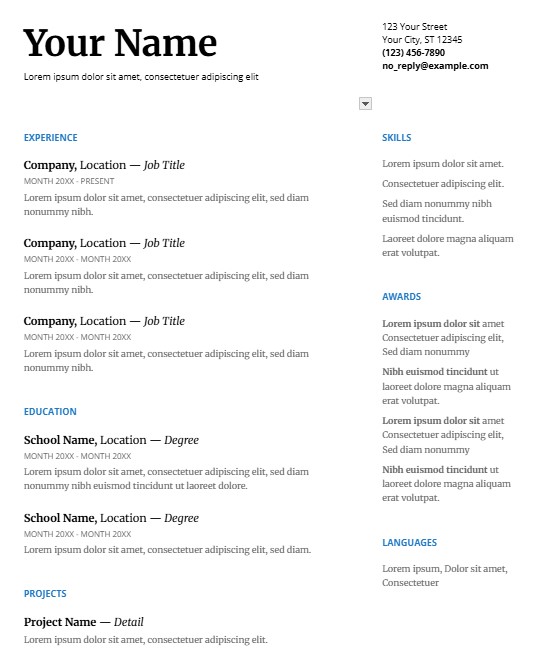 Your Name
Lorem ipsum dolor sit amet, consectetuer adipiscing elit
123 Your Street
Your City, ST 12345
(123) 456-7890
no_reply@example.com
EXPERIENCE
Company, Location — Job Title
MONTH 20XX - PRESENT
Lorem ipsum dolor sit amet, consectetuer adipiscing elit, sed diam
nonummy nibh.
Company, Location — Job Title
MONTH 20XX - MONTH 20XX
Lorem ipsum dolor sit amet, consectetuer adipiscing elit, sed diam
nonummy nibh.
Company, Location — Job Title
MONTH 20XX - MONTH 20XX
Lorem ipsum dolor sit amet, consectetuer adipiscing elit, sed diam
nonummy nibh.
EDUCATION
School Name, Location — Degree
MONTH 20XX - MONTH 20XX
Lorem ipsum dolor sit amet, consectetuer adipiscing elit, sed diam
nonummy nibh euismod tincidunt ut laoreet dolore.
School Name, Location — Degree
MONTH 20XX - MONTH 20XX
Lorem ipsum dolor sit amet, consectetuer adipiscing elit, sed diam.
PROJECTS
Project Name — Detail
Lorem ipsum dolor sit amet, consectetuer adipiscing elit.
SKILLS
Lorem ipsum dolor sit amet.
Consectetuer adipiscing elit.
Sed diam nonummy nibh
euismod tincidunt.
Laoreet dolore magna aliquam
erat volutpat.
AWARDS
Lorem ipsum dolor sit amet
Consectetuer adipiscing elit,
Sed diam nonummy
Nibh euismod tincidunt ut
laoreet dolore magna aliquam
erat volutpat.
Lorem ipsum dolor sit amet
Consectetuer adipiscing elit,
Sed diam nonummy
Nibh euismod tincidunt ut
laoreet dolore magna aliquam
erat volutpat.
LANGUAGES
Lorem ipsum, Dolor sit amet,
Consectetuer